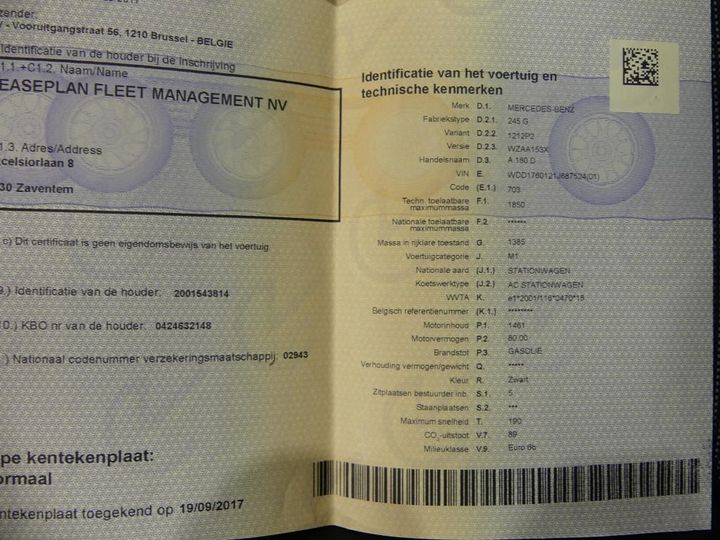 zender:
- Vooruitgangstraat 56, 1210 Brussel - BELGIE
Identificatie van de houder bij de inschrijving
1.1.+C1.2. Naam/Name
EASEPLAN FLEET MANAGEMENT NV
1.3. Adres/Address
celsiorlaan 8
30 Zaventem
c) Dit certificaat is geen eigendomsbewijs van het voertuig
9.) Identificatie van de houder: 2001543814
0.) KBO nr van de houder: 0424632148
.) Nationaal codenummer verzekeringsmaatschappij: 02943
pe kentekenplaat:
ormaal
ntekenplaat toegekend op 19/09/2017
Identificatie van het voertuig en
technische kenmerken
Merk D.1. MERCEDES-BENZ
Fabriekstype D.2.1. 245 G
Variant D.2.2. 1212P2
Versie D.2.3. WZAA153X
Handelsnaam D.3. A 180 D
VIN E. WDD1760121J687524(01)
Code (E.1.) 703
Techn. toelaatbare
maximummassa F.1. 1850
Nationale toelaatbare
maximummassa F.2. ******
Massa in rijklare toestand G. 1385
Voertuigcategorie J. M1
Nationale aard (J.1.) STATIONWAGEN
Koetswerktype (J.2.) AC STATIONWAGEN
WVTA K. e1*2001/116*0470*15
Belgisch referentienummer (K.1.) ********
Motorinhoud P.1. 1461
Motorvermogen P.2. 80.00
Brandstof P.3. GASOLIE
Verhouding vermogen/gewicht Q. *****
Kleur R. Zwart
Zitplaatsen bestuurder inb. S.1. 5
Staanplaatsen S.2. ***
Maximum snelheid T. 190
CO₂-uitstoot V.7. 89
Milieuklasse V.9. Euro 6b